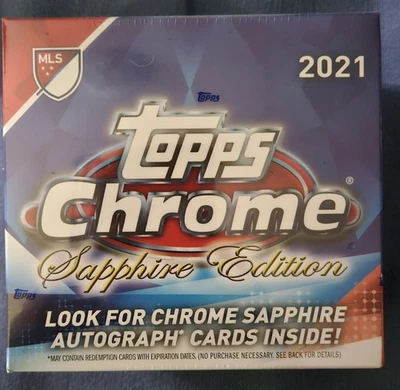 MLS
2021
TOPPS
Topps
Chrome®
Sapphire Edition
TOPPS
LOOK FOR CHROME SAPPHIRE
AUTOGRAPH* CARDS INSIDE!
*MAY CONTAIN REDEMPTION CARDS WITH EXPIRATION DATES. (NO PURCHASE NECESSARY. SEE BACK FOR DETAILS)